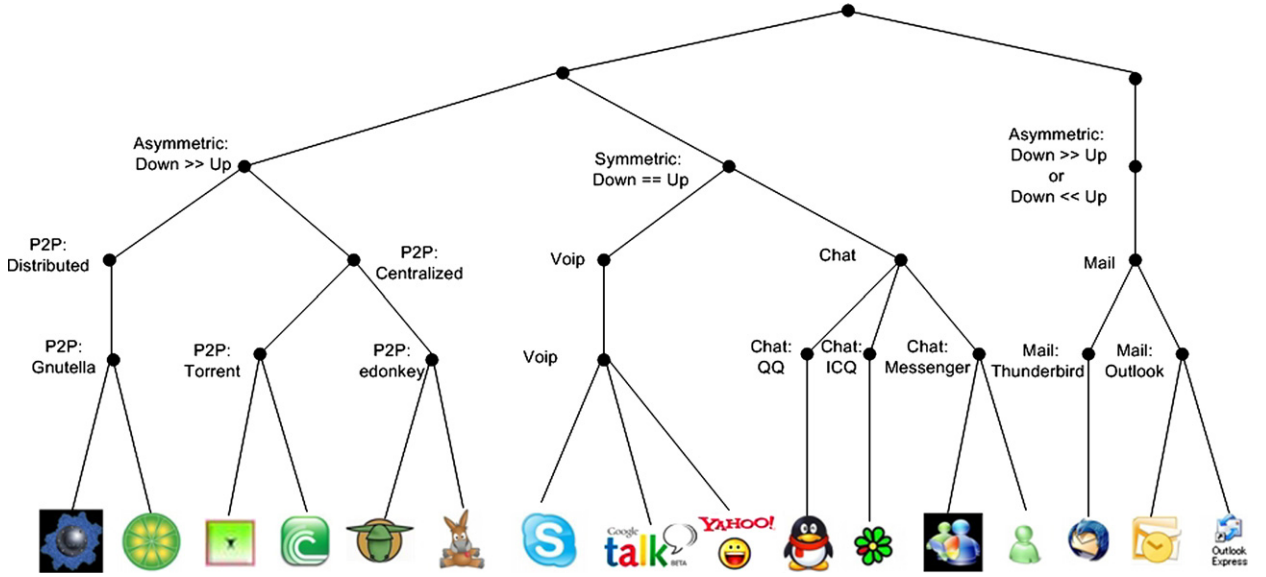 Asymmetric:
Down >> Up
Symmetric:
Down == Up
Asymmetric:
Down >> Up
or
Down << Up
P2P:
Distributed
P2P:
Centralized
Voip
Chat
Mail
P2P:
Gnutella
P2P:
Torrent
P2P:
edonkey
Voip
Chat:
QQ
Chat:
ICQ
Chat:
Messenger
Mail:
Thunderbird
Mail:
Outlook
S
Google
talk
BETA
YAHOO!
Outlook
Express